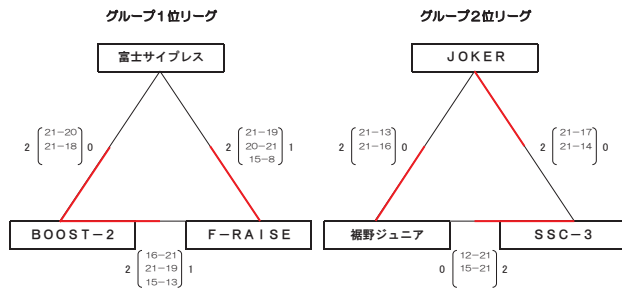 グループ１位リーグ
グループ２位リーグ
富士サイプレス
ＪＯＫＥＲ
2 21-20 0
21-18
2 21-19 1
20-21
15-8
2 21-13 0
21-16
2 21-17 0
21-14
ＢＯＯＳＴ－２
Ｆ－ＲＡＩＳＥ
裾野ジュニア
ＳＳＣ－３
2 16-21 1
21-19
15-13
0 12-21 2
15-21